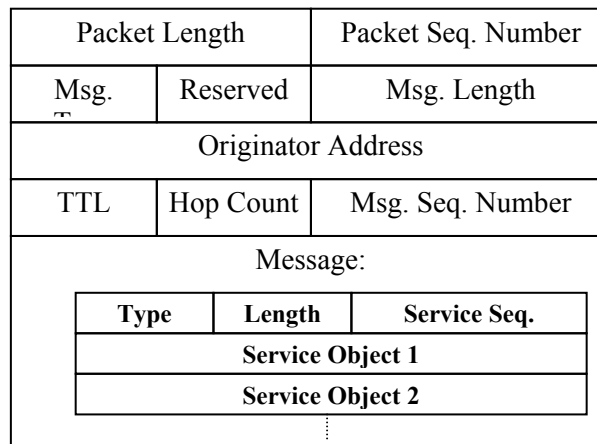 Packet Length Packet Seq. Number
Msg. Reserved Msg. Length
Originator Address
TTL Hop Count Msg. Seq. Number
Message:
Type Length Service Seq.
Service Object 1
Service Object 2